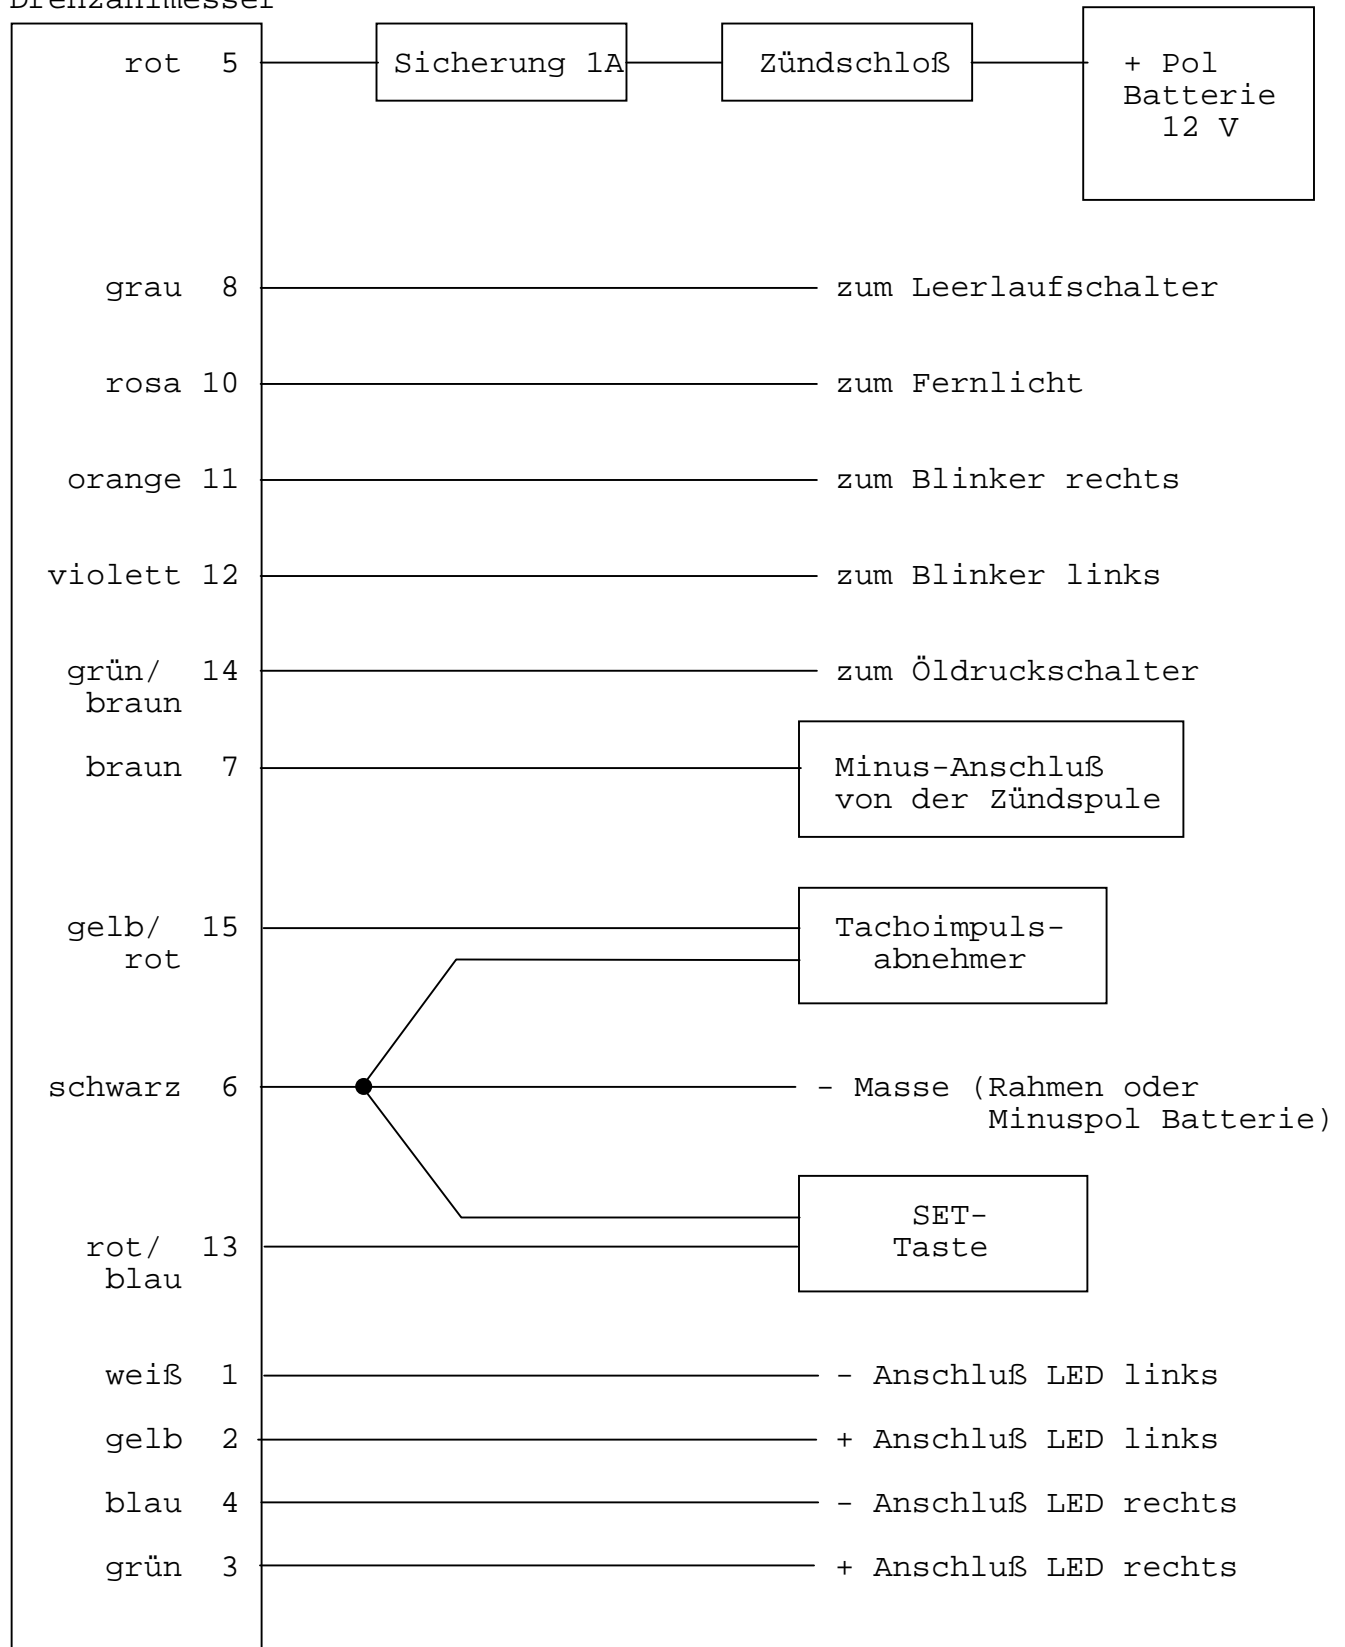 Drehzahlmesser
rot 5
Sicherung 1A
Zündschloß
+ Pol
Batterie
12 V
grau 8
zum Leerlaufschalter
rosa 10
zum Fernlicht
orange 11
zum Blinker rechts
violett 12
zum Blinker links
grün/ 14
braun
zum Öldruckschalter
braun 7
Minus-Anschluß
von der Zündspule
gelb/ 15
rot
Tachoimpuls-
abnehmer
schwarz 6
- Masse (Rahmen oder
Minuspol Batterie)
SET-
Taste
rot/ 13
blau
weiß 1
- Anschluß LED links
gelb 2
+ Anschluß LED links
blau 4
- Anschluß LED rechts
grün 3
+ Anschluß LED rechts